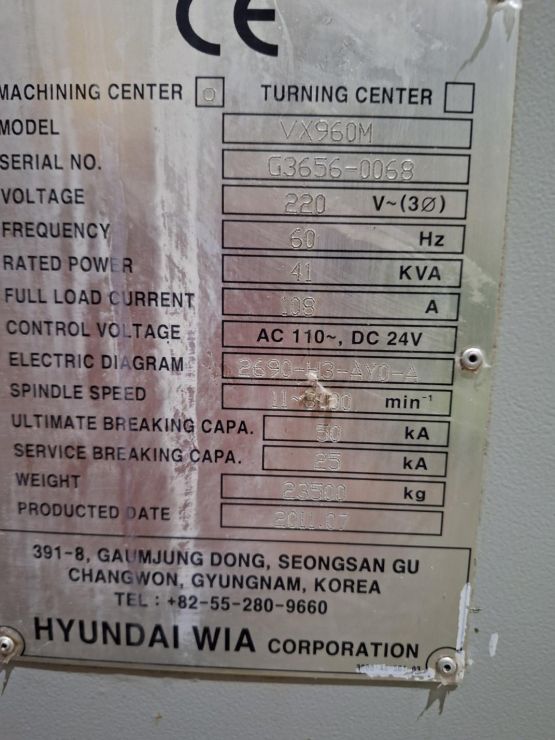 CE
MACHINING CENTER O TURNING CENTER
MODEL VX960M
SERIAL NO. G3656-0068
VOLTAGE 220 V~(3Ø)
FREQUENCY 60 Hz
RATED POWER 41 KVA
FULL LOAD CURRENT 108 A
CONTROL VOLTAGE AC 110~, DC 24V
ELECTRIC DIAGRAM 2690-H3-AY0-A
SPINDLE SPEED min⁻¹
ULTIMATE BREAKING CAPA. 50 kA
SERVICE BREAKING CAPA. 25 kA
WEIGHT 23500 kg
PRODUCTED DATE 2011.07
391-8, GAUMJUNG DONG, SEONGSAN GU
CHANGWON, GYUNGNAM, KOREA
TEL : +82-55-280-9660
HYUNDAI WIA CORPORATION